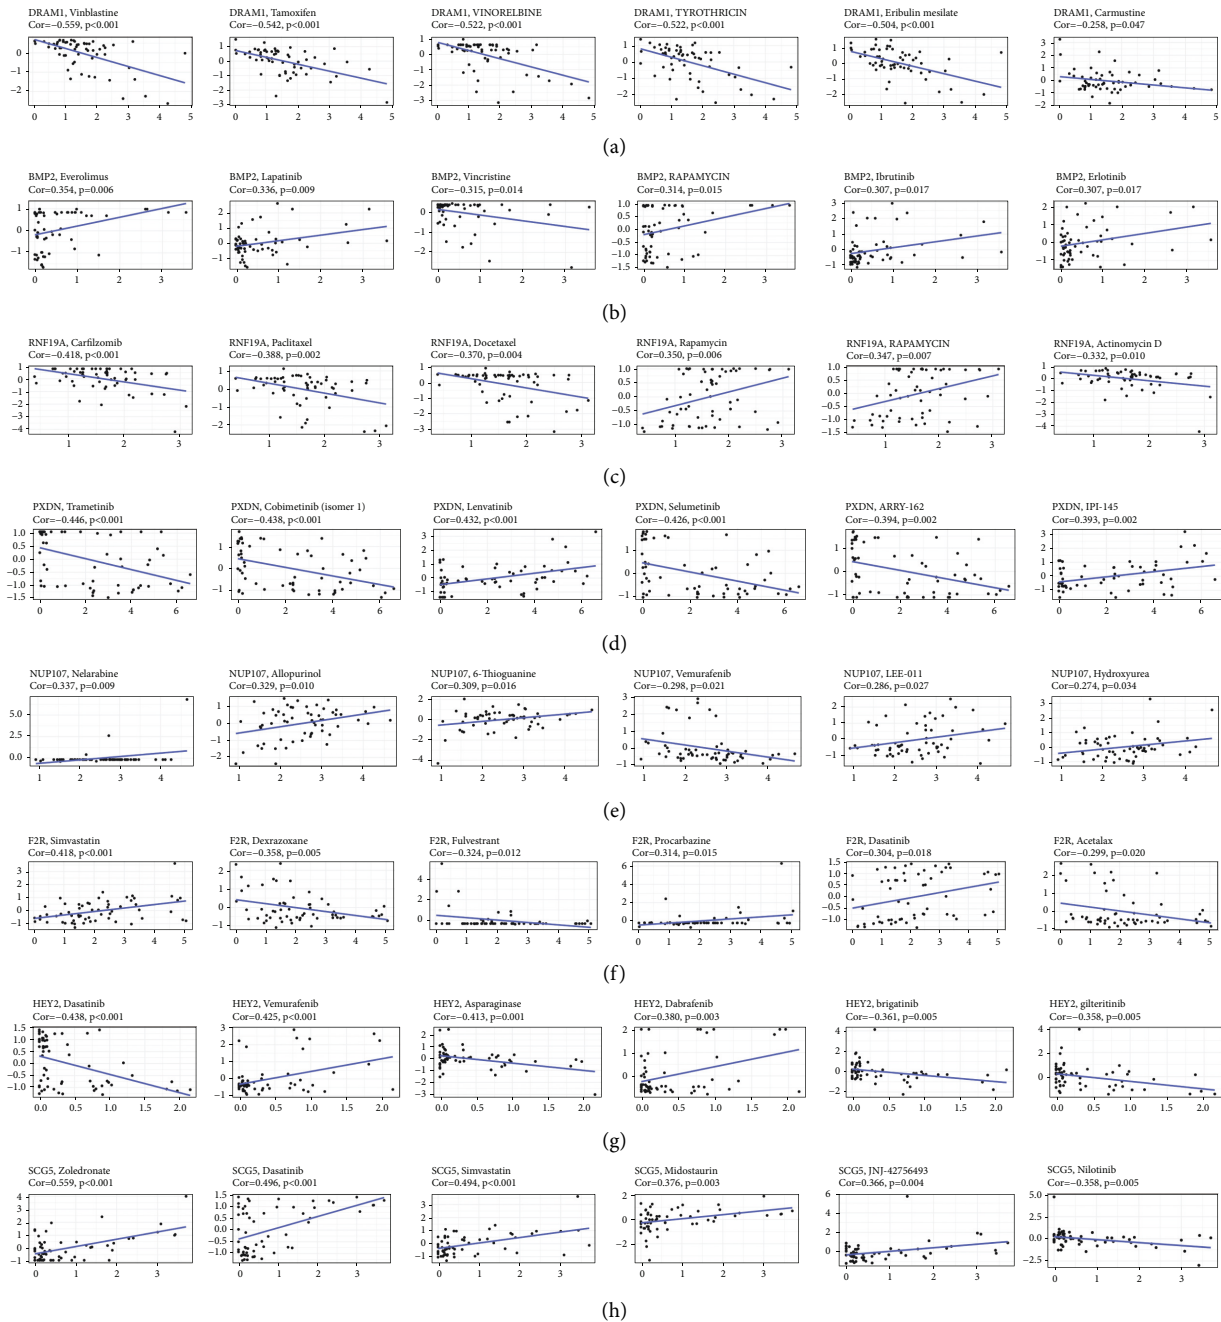 DRAM1, Vinblastine
Cor=−0.559, p<0.001
DRAM1, Tamoxifen
Cor=−0.542, p<0.001
DRAM1, VINORELBINE
Cor=−0.522, p<0.001
DRAM1, TYROTHRICIN
Cor=−0.522, p<0.001
DRAM1, Eribulin mesilate
Cor=−0.504, p<0.001
DRAM1, Carmustine
Cor=−0.258, p=0.047
(a)
BMP2, Everolimus
Cor=0.354, p=0.006
BMP2, Lapatinib
Cor=0.336, p=0.009
BMP2, Vincristine
Cor=−0.315, p=0.014
BMP2, RAPAMYCIN
Cor=0.314, p=0.015
BMP2, Ibrutinib
Cor=0.307, p=0.017
BMP2, Erlotinib
Cor=0.307, p=0.017
(b)
RNF19A, Carfilzomib
Cor=−0.418, p<0.001
RNF19A, Paclitaxel
Cor=−0.388, p=0.002
RNF19A, Docetaxel
Cor=−0.370, p=0.004
RNF19A, Rapamycin
Cor=0.350, p=0.006
RNF19A, RAPAMYCIN
Cor=0.347, p=0.007
RNF19A, Actinomycin D
Cor=−0.332, p=0.010
(c)
PXDN, Trametinib
Cor=−0.446, p<0.001
PXDN, Cobimetinib (isomer 1)
Cor=−0.438, p<0.001
PXDN, Lenvatinib
Cor=0.432, p<0.001
PXDN, Selumetinib
Cor=−0.426, p<0.001
PXDN, ARRY-162
Cor=−0.394, p=0.002
PXDN, IPI-145
Cor=0.393, p=0.002
(d)
NUP107, Nelarabine
Cor=0.337, p=0.009
NUP107, Allopurinol
Cor=0.329, p=0.010
NUP107, 6-Thioguanine
Cor=0.309, p=0.016
NUP107, Vemurafenib
Cor=−0.298, p=0.021
NUP107, LEE-011
Cor=0.286, p=0.027
NUP107, Hydroxyurea
Cor=0.274, p=0.034
(e)
F2R, Simvastatin
Cor=0.418, p<0.001
F2R, Dexrazoxane
Cor=−0.358, p=0.005
F2R, Fulvestrant
Cor=−0.324, p=0.012
F2R, Procarbazine
Cor=0.314, p=0.015
F2R, Dasatinib
Cor=0.304, p=0.018
F2R, Acetalax
Cor=−0.299, p=0.020
(f)
HEY2, Dasatinib
Cor=−0.438, p<0.001
HEY2, Vemurafenib
Cor=0.425, p<0.001
HEY2, Asparaginase
Cor=−0.413, p=0.001
HEY2, Dabrafenib
Cor=0.380, p=0.003
HEY2, brigatinib
Cor=−0.361, p=0.005
HEY2, gilteritinib
Cor=−0.358, p=0.005
(g)
SCG5, Zoledronate
Cor=0.559, p<0.001
SCG5, Dasatinib
Cor=0.496, p<0.001
SCG5, Simvastatin
Cor=0.494, p<0.001
SCG5, Midostaurin
Cor=0.376, p=0.003
SCG5, JNJ-42756493
Cor=0.366, p=0.004
SCG5, Nilotinib
Cor=−0.358, p=0.005
(h)